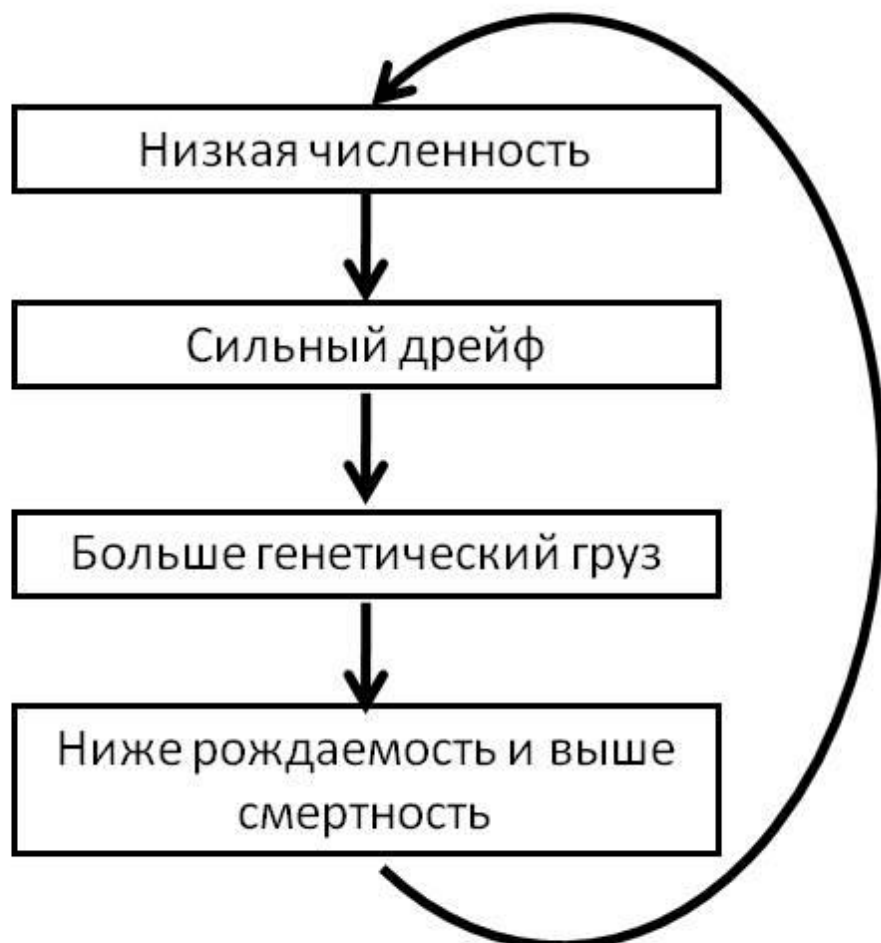 Низкая численность
Сильный дрейф
Больше генетический груз
Ниже рождаемость и выше
смертность